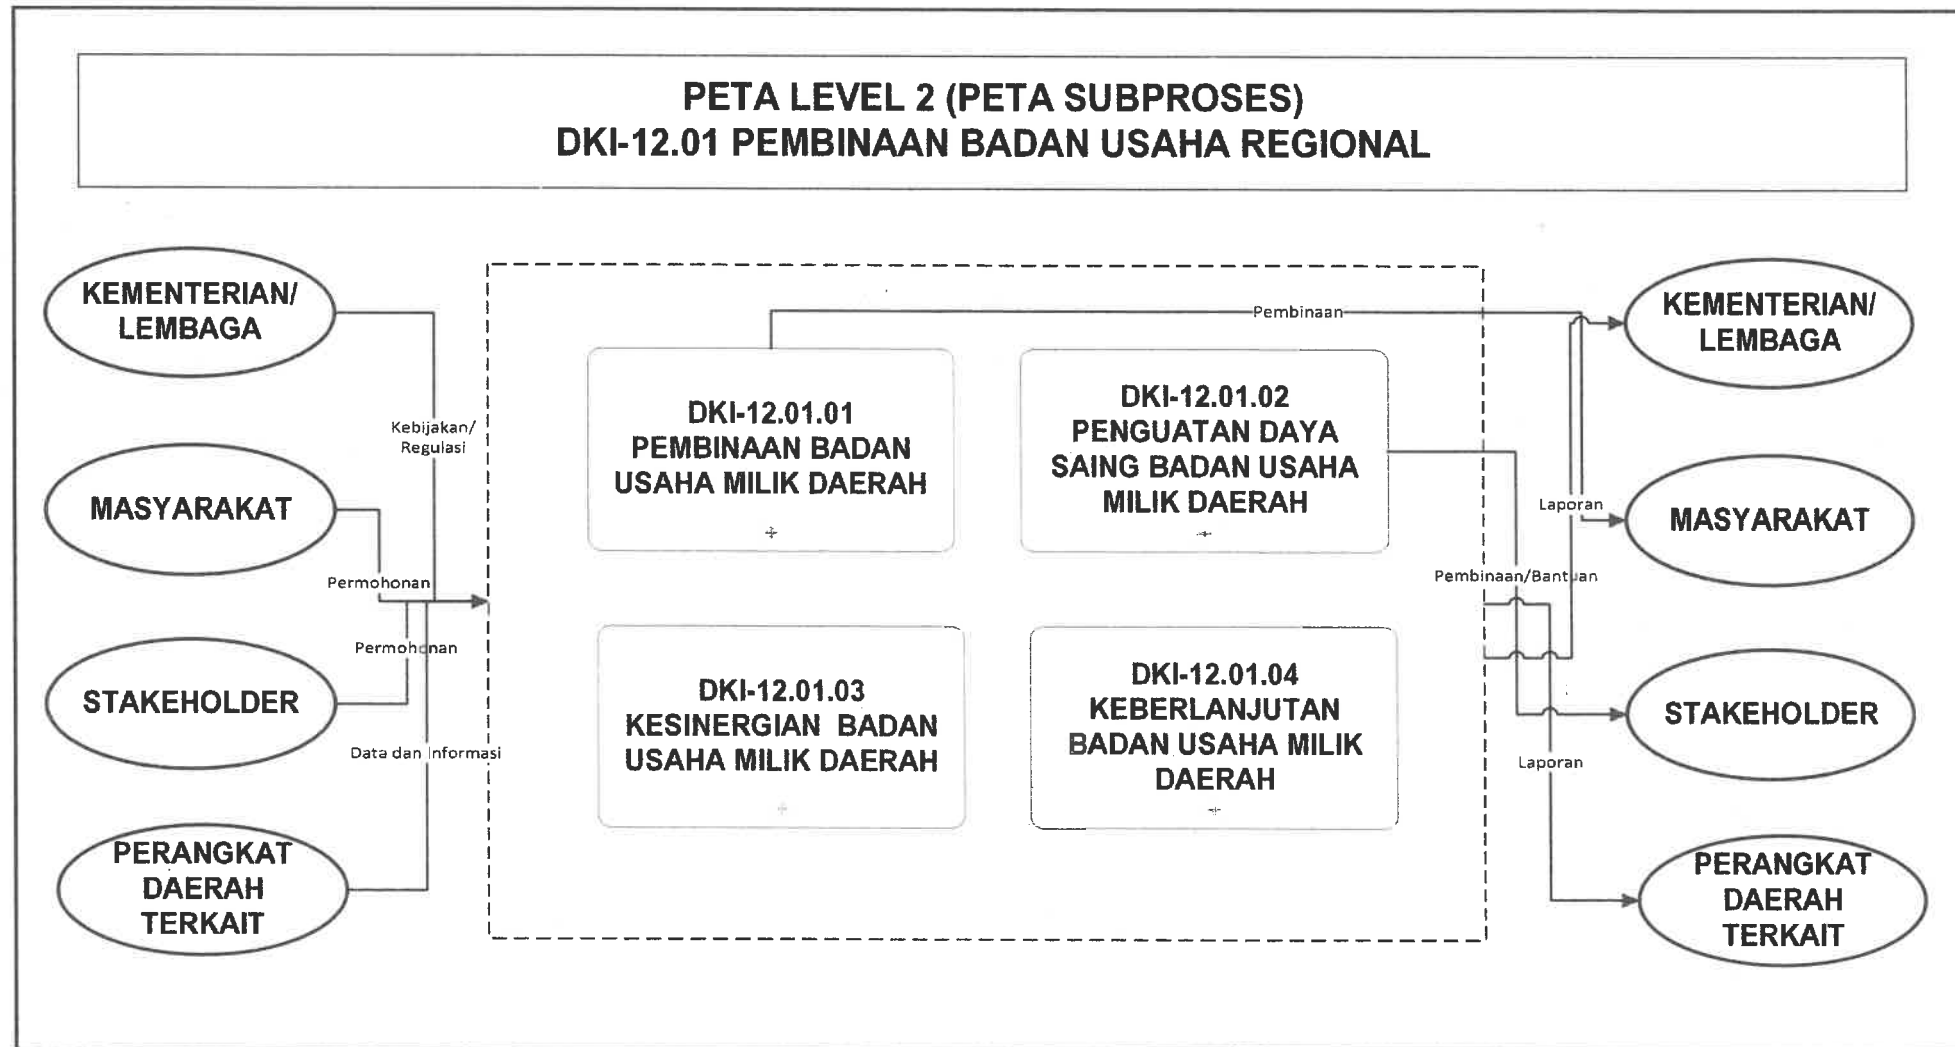 PETA LEVEL 2 (PETA SUBPROSES)
DKI-12.01 PEMBINAAN BADAN USAHA REGIONAL
KEMENTERIAN/
LEMBAGA
MASYARAKAT
STAKEHOLDER
PERANGKAT
DAERAH
TERKAIT
Kebijakan/
Regulasi
Permohonan
Permohonan
Data dan Informasi
DKI-12.01.01
PEMBINAAN BADAN
USAHA MILIK DAERAH
DKI-12.01.02
PENGUATAN DAYA
SAING BADAN USAHA
MILIK DAERAH
DKI-12.01.03
KESINERGIAN BADAN
USAHA MILIK DAERAH
DKI-12.01.04
KEBERLANJUTAN
BADAN USAHA MILIK
DAERAH
Pembinaan
Laporan
Pembinaan/Bantuan
Laporan
KEMENTERIAN/
LEMBAGA
MASYARAKAT
STAKEHOLDER
PERANGKAT
DAERAH
TERKAIT